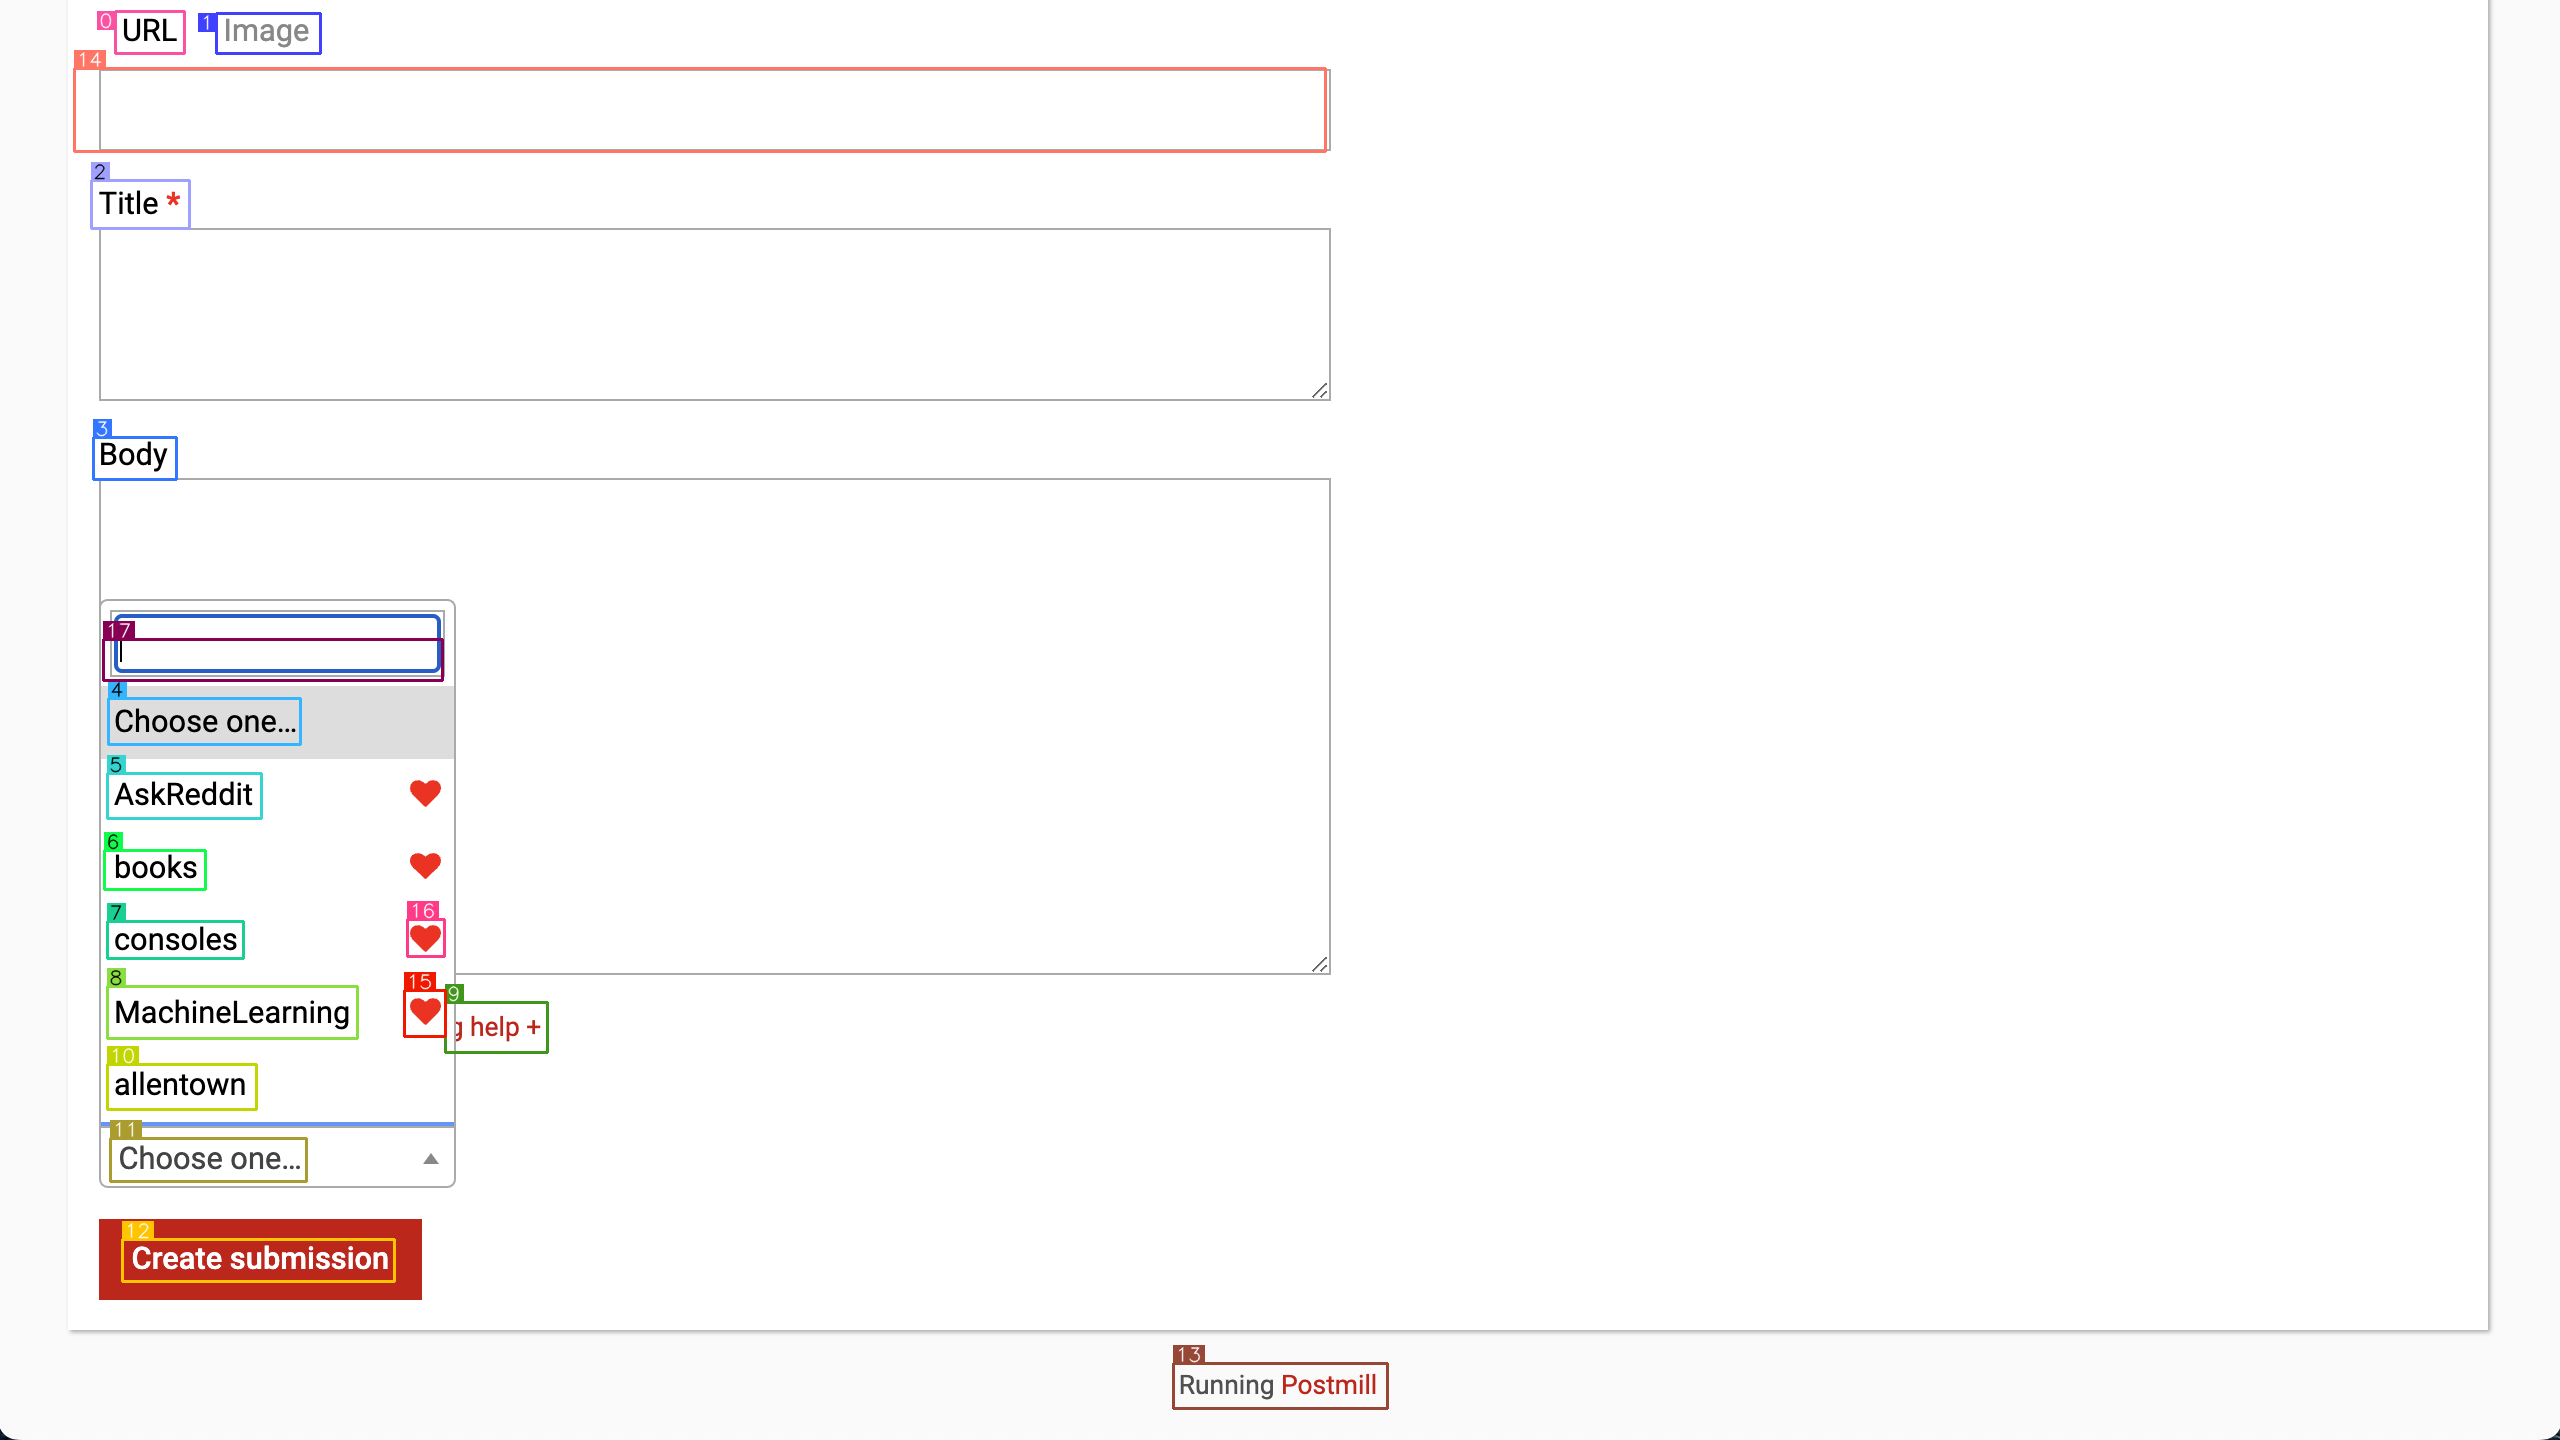 0 URL 1 Image
14
2
Title *
3
Body
17
4
Choose one...
5
AskReddit
6
books
7 16
consoles
8 15 9
MachineLearning g help +
10
allentown
11
Choose one...
12
Create submission
13
Running Postmill